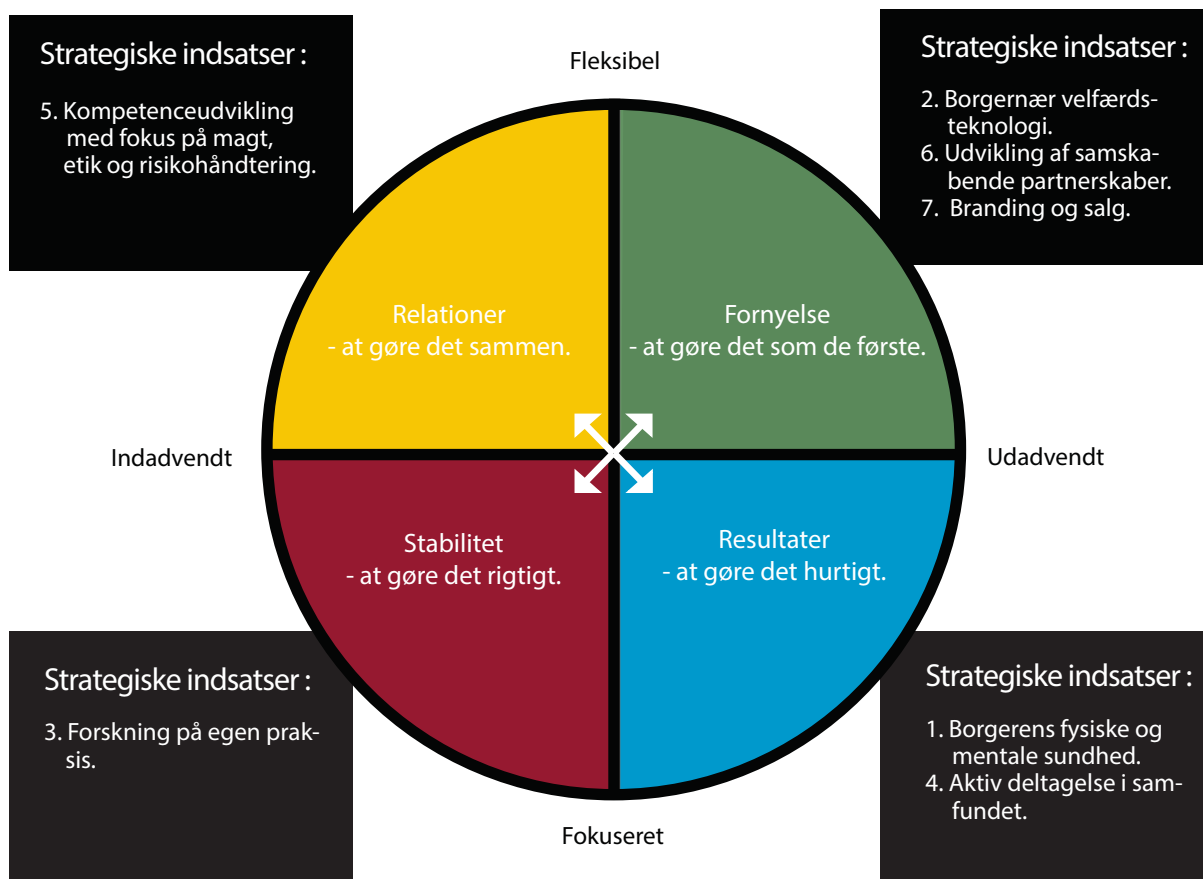 Strategiske indsatser :
5. Kompetenceudvikling
med fokus på magt,
etik og risikohåndtering.
Fleksibel
Strategiske indsatser :
2. Borgernær velfærds-
teknologi.
6. Udvikling af samska-
bende partnerskaber.
7. Branding og salg.
Relationer
- at gøre det sammen.
Fornyelse
- at gøre det som de første.
Indadvendt
Udadvendt
Stabilitet
- at gøre det rigtigt.
Resultater
- at gøre det hurtigt.
Strategiske indsatser :
3. Forskning på egen prak-
sis.
Fokuseret
Strategiske indsatser :
1. Borgerens fysiske og
mentale sundhed.
4. Aktiv deltagelse i sam-
fundet.